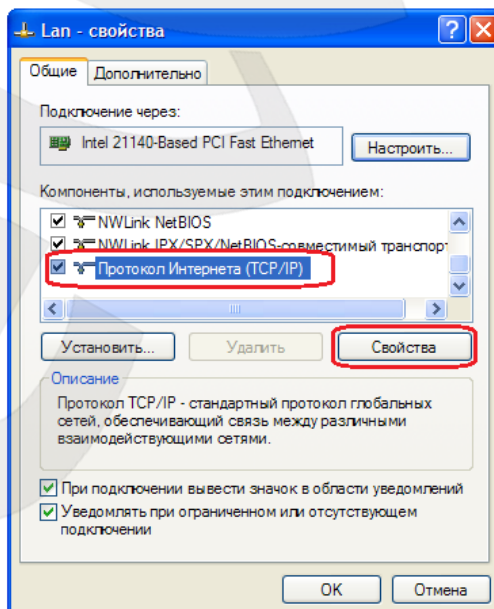 Lan - свойства
Общие
Дополнительно
Подключение через:
Intel 21140-Based PCI Fast Ethernet
Настроить...
Компоненты, используемые этим подключением:
NWLink NetBIOS
NWLink IPX/SPX/NetBIOS-совместимый транспорт
Протокол Интернета (TCP/IP)
Установить...
Удалить
Свойства
Описание
Протокол TCP/IP - стандартный протокол глобальных
сетей, обеспечивающий связь между различными
взаимодействующими сетями.
При подключении вывести значок в области уведомлений
Уведомлять при ограниченном или отсутствующем
подключении
OK
Отмена